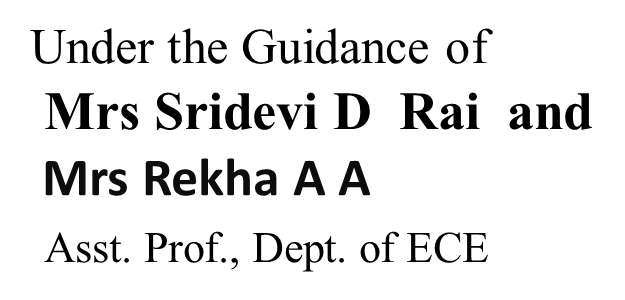 Under the Guidance of
Mrs Sridevi D Rai and
Mrs Rekha A A
Asst. Prof., Dept. of ECE